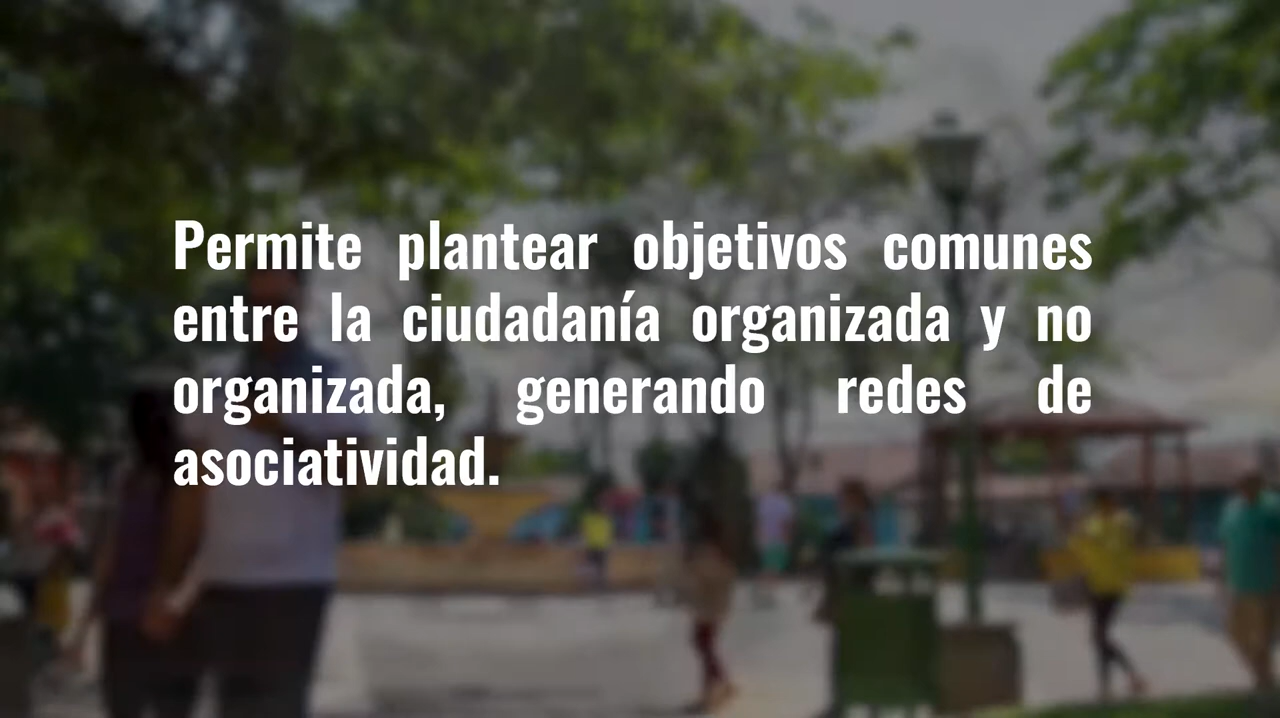 Permite plantear objetivos comunes
entre la ciudadanía organizada y no
organizada, generando redes de
asociatividad.